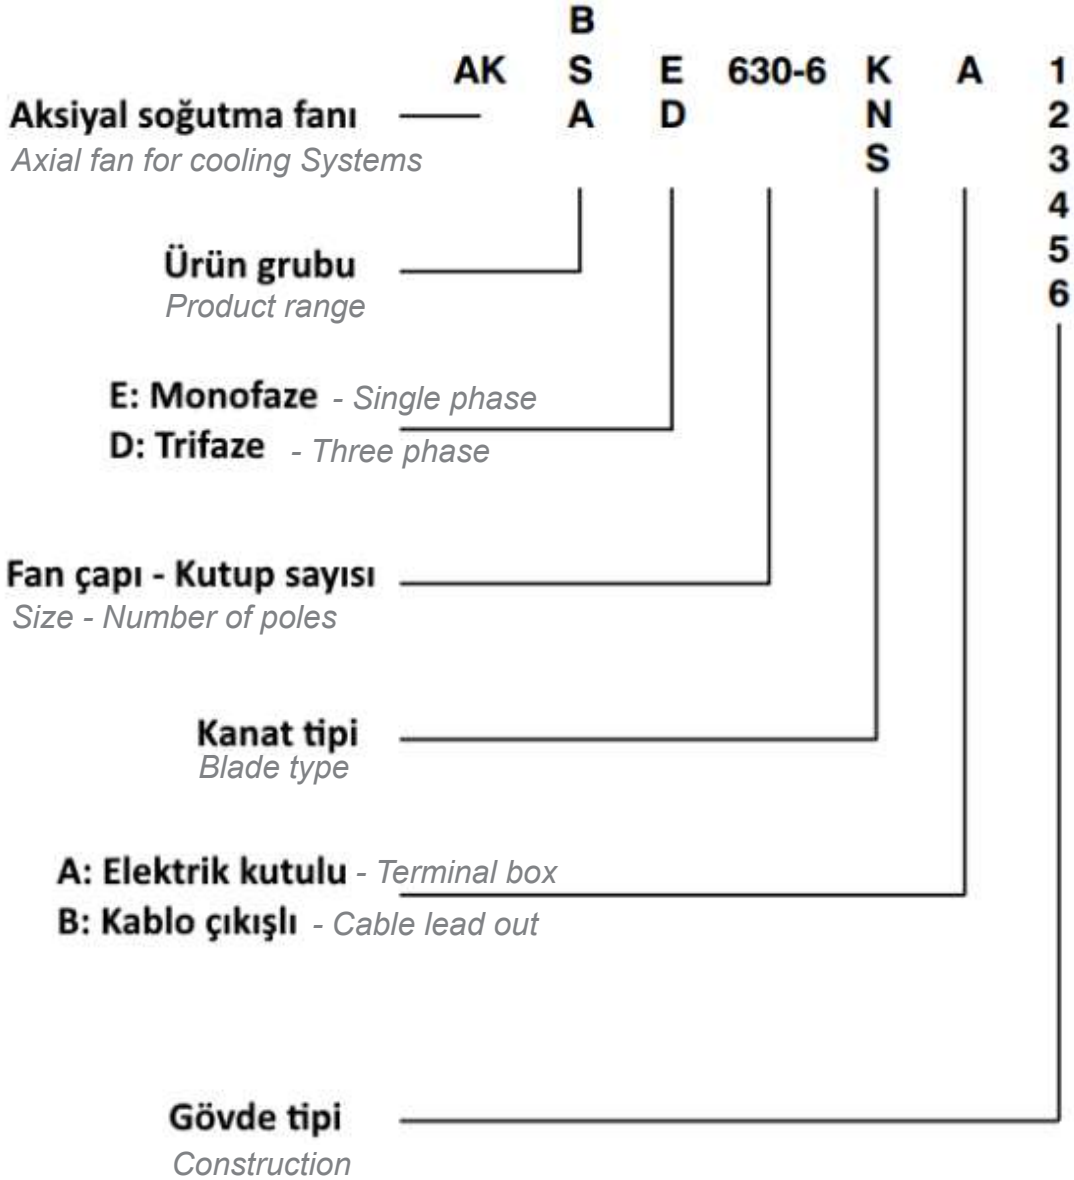 B
AK S E 630-6 K A 1
Aksiyal soğutma fanı A D N 2
Axial fan for cooling Systems S 3
4
5
Ürün grubu
Product range
6
E: Monofaze - Single phase
D: Trifaze - Three phase
Fan çapı - Kutup sayısı
Size - Number of poles
Kanat tipi
Blade type
A: Elektrik kutulu - Terminal box
B: Kablo çıkışlı - Cable lead out
Gövde tipi
Construction